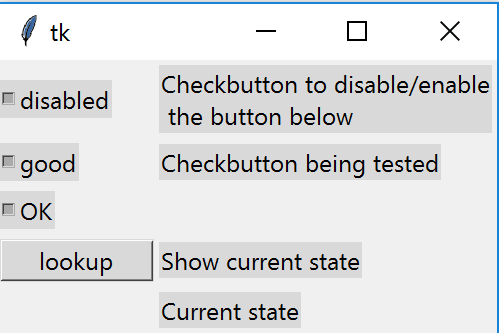 tk
disabled
Checkbutton to disable/enable
the button below
good
Checkbutton being tested
OK
lookup
Show current state
Current state